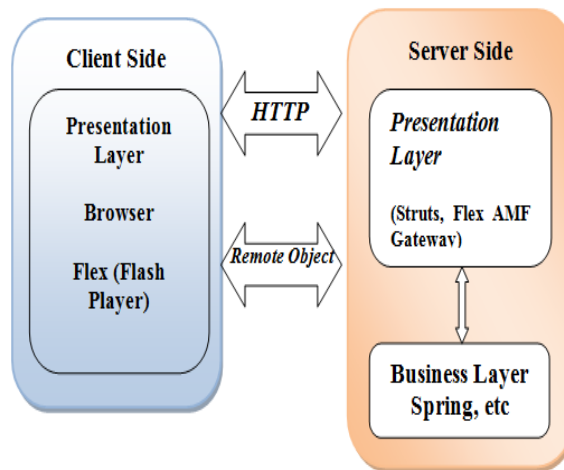 Client Side
Presentation
Layer
Browser
Flex (Flash
Player)
HTTP
Remote Object
Server Side
Presentation
Layer
(Struts, Flex AMF
Gateway)
Business Layer
Spring, etc